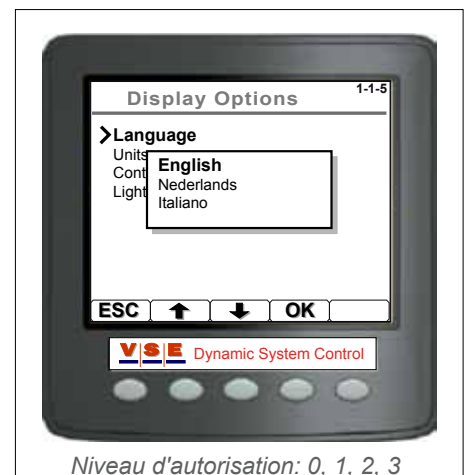 1-1-5
Display Options
Language
Units
Cont
Light
English
Nederlands
Italiano
ESC OK
VSE Dynamic System Control
Niveau d'autorisation: 0, 1, 2, 3